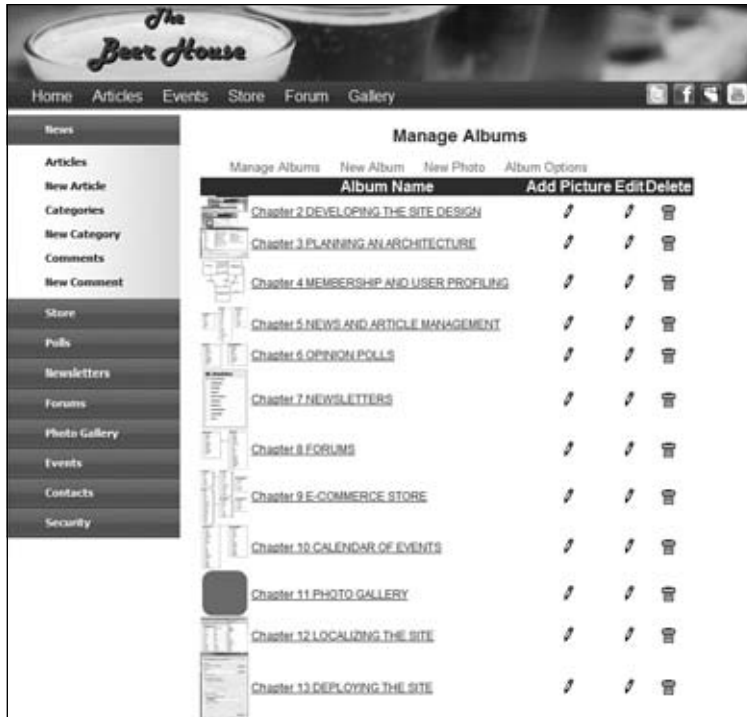 The
Beer House
Home Articles Events Store Forum Gallery
News
Articles
New Article
Categories
New Category
Comments
New Comment
Store
Polls
Newsletters
Forums
Photo Gallery
Events
Contacts
Security
Manage Albums
Manage Albums New Album New Photo Album Options
Album Name Add Picture Edit Delete
Chapter 2 DEVELOPING THE SITE DESIGN
Chapter 3 PLANNING AN ARCHITECTURE
Chapter 4 MEMBERSHIP AND USER PROFILING
Chapter 5 NEWS AND ARTICLE MANAGEMENT
Chapter 6 OPINION POLLS
Chapter 7 NEWSLETTERS
Chapter 8 FORUMS
Chapter 9 E-COMMERCE STORE
Chapter 10 CALENDAR OF EVENTS
Chapter 11 PHOTO GALLERY
Chapter 12 LOCALIZING THE SITE
Chapter 13 DEPLOYING THE SITE